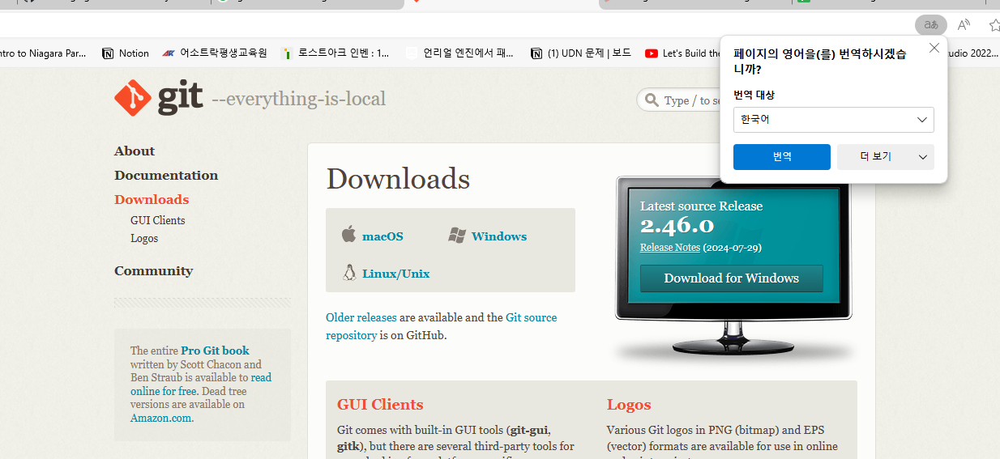 ntro to Niagara Par...
Notion
어소트락평생교육원
로스트아크 인벤 : 1...
언리얼 엔진에서 패...
(1) UDN 문제 | 보드
Let's Build the
udio 2022...
페이지의 영어을(를) 번역하시겠습
니까?
번역 대상
한국어
번역
더 보기
git --everything-is-local
Type / to se
About
Documentation
Downloads
GUI Clients
Logos
Community
The entire Pro Git book
written by Scott Chacon and
Ben Straub is available to read
online for free. Dead tree
versions are available on
Amazon.com.
Downloads
macOS
Windows
Linux/Unix
Older releases are available and the Git source
repository is on GitHub.
Latest source Release
2.46.0
Release Notes (2024-07-29)
Download for Windows
GUI Clients
Git comes with built-in GUI tools (git-gui,
gitk), but there are several third-party tools for
Logos
Various Git logos in PNG (bitmap) and EPS
(vector) formats are available for use in online